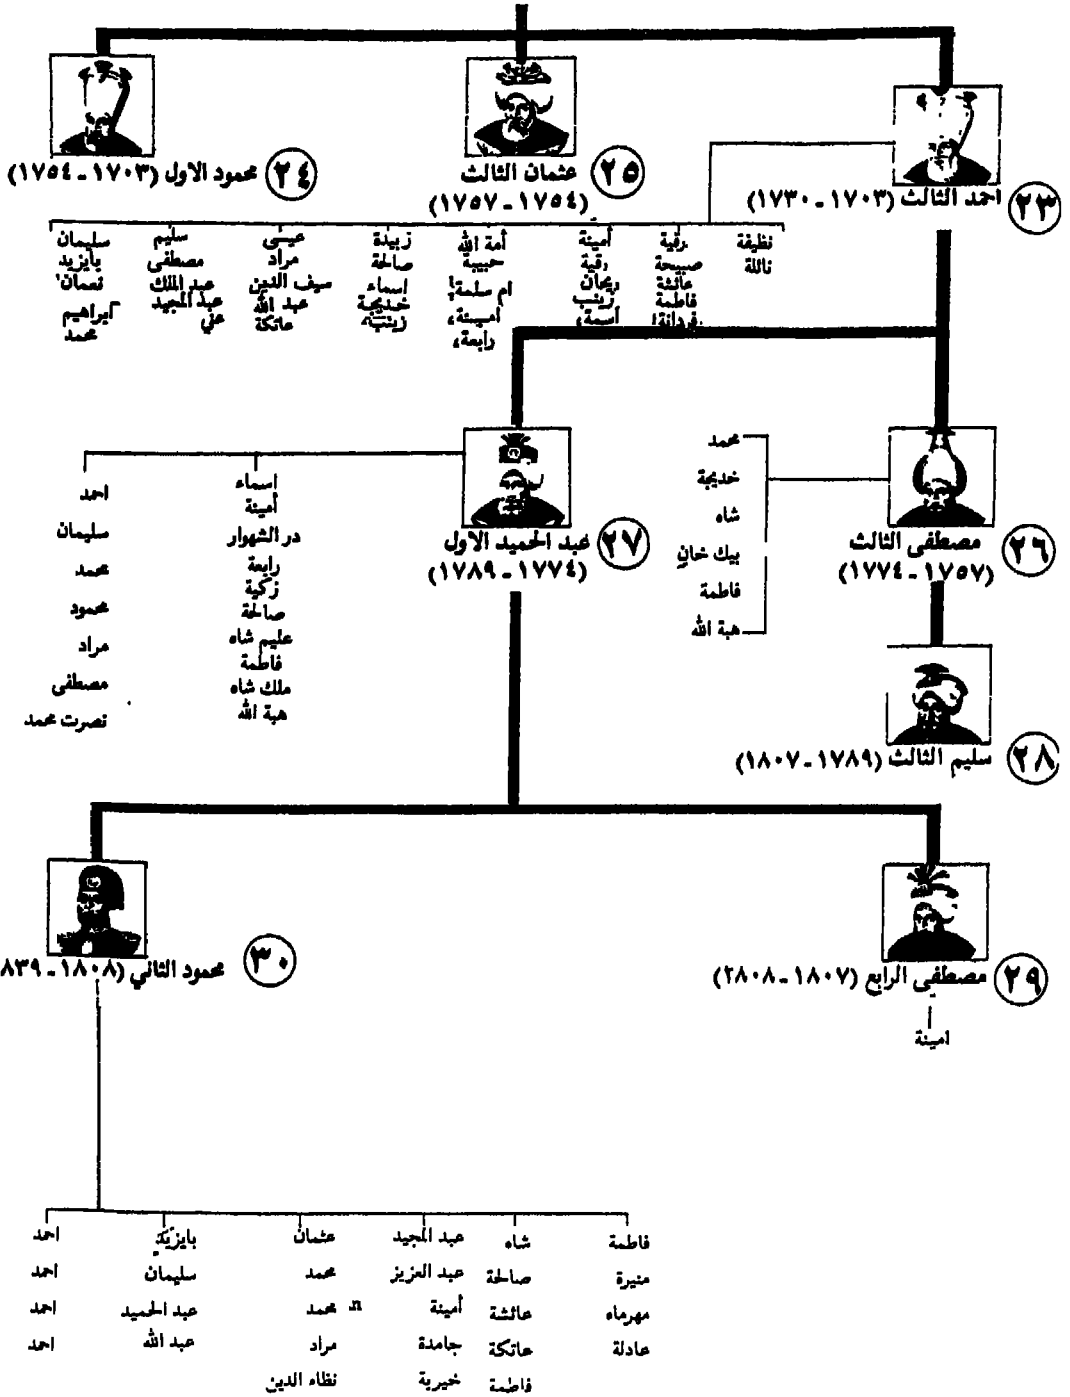 احمد الثالث (١٧٠٣-١٧٣٠) ٢٣
عثمان الثالث ٢٥
(١٧٥٤-١٧٥٧)
محمود الاول (١٧٠٣-١٧٥٤) ٢٤
نظيفة
نائلة
رقية
صبيحة
عائشة
فاطمة
فردانة
أمينة
رقية
ريحان
زينب
أسمة
أمة الله
حبيبة
ام سلمة
امينة
رابعة
زبيدة
صالحة
اسماء
خديجة
زينب
عيسى
مراد
سيف الدين
عبد الله
عاتكة
سليم
مصطفى
عبد الملك
عبد المجيد
علي
سليمان
بايزيد
نعمان
ابراهيم
محمد
مصطفى الثالث ٢٦
(١٧٥٧-١٧٧٤)
محمد
خديجة
شاه
بيك خان
فاطمة
هبة الله
عبد الحميد الاول ٢٧
(١٧٧٤-١٧٨٩)
اسماء
أمينة
در الشهوار
رابعة
زكية
صالحة
عليم شاه
فاطمة
ملك شاه
هبة الله
احمد
سليمان
محمد
محمود
مراد
مصطفى
نصرت محمد
سليم الثالث (١٧٨٩-١٨٠٧) ٢٨
مصطفى الرابع (١٨٠٧-٢٨٠٨) ٢٩
امينة
محمود الثاني (١٨٠٨-٨٣٩ ٣٠
فاطمة
منيرة
مهرماه
عادلة
شاه
صالحة
عائشة
عاتكة
فاطمة
عبد المجيد
عبد العزيز
أمينة
جامدة
خيرية
عثمان
محمد
محمد
مراد
نظاء الدين
بايزيد
سليمان
عبد الحميد
عبد الله
احمد
احمد
احمد
احمد